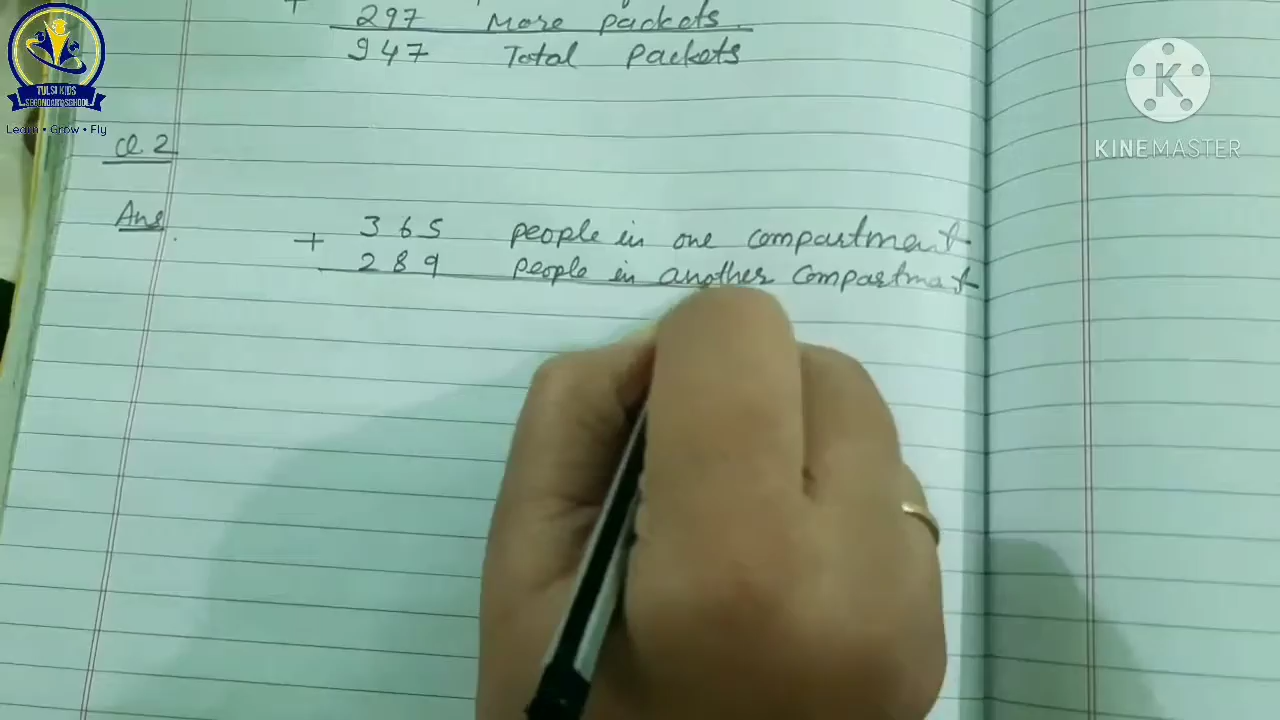 + 297 More packets
947 Total Packets
TULSI KIDS
SECONDARY SCHOOL
Learn • Grow • Fly
K
KINEMASTER
Q 2
Ans
365 people in one compartment
+ 289 people in another compartment